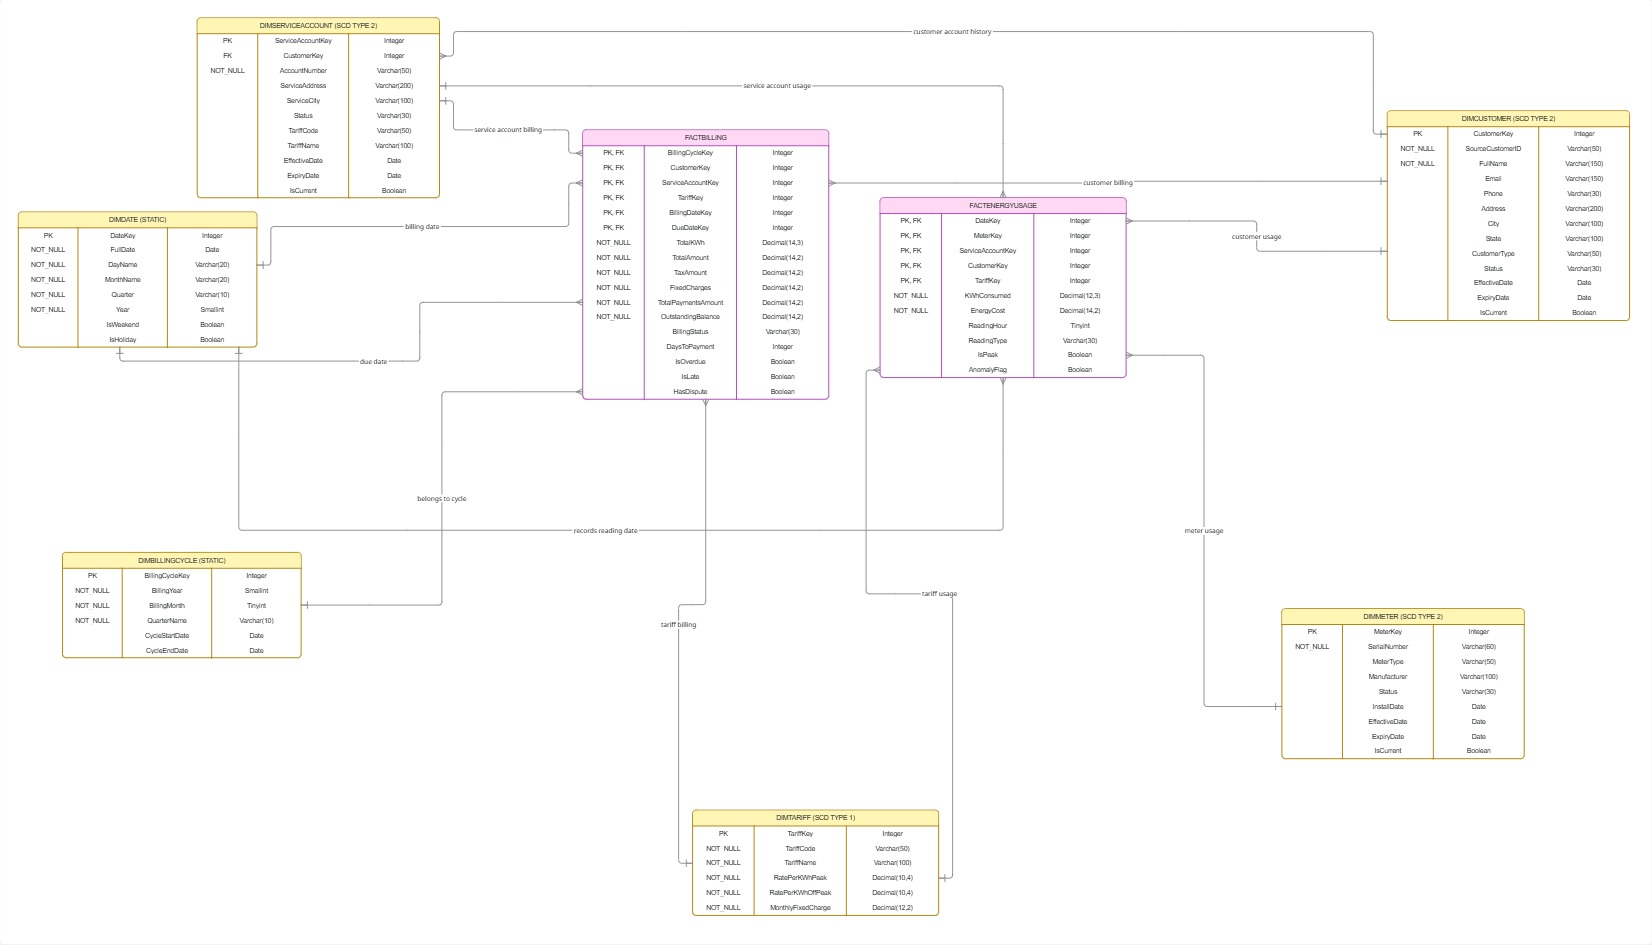 DIMSERVICEACCOUNT (SCD TYPE 2)
PK ServiceAccountKey Integer
FK CustomerKey Integer
NOT_NULL AccountNumber Varchar(50)
ServiceAddress Varchar(200)
ServiceCity Varchar(100)
Status Varchar(30)
TariffCode Varchar(50)
TariffName Varchar(100)
EffectiveDate Date
ExpiryDate Date
IsCurrent Boolean
customer account history
service account usage
service account billing
FACTBILLING
PK, FK BillingCycleKey Integer
PK, FK CustomerKey Integer
PK, FK ServiceAccountKey Integer
PK, FK TariffKey Integer
PK, FK BillingDateKey Integer
PK, FK DueDateKey Integer
NOT_NULL TotalKWh Decimal(14,3)
NOT_NULL TotalAmount Decimal(14,2)
NOT_NULL TaxAmount Decimal(14,2)
NOT_NULL FixedCharges Decimal(14,2)
NOT_NULL TotalPaymentsAmount Decimal(14,2)
NOT_NULL OutstandingBalance Decimal(14,2)
BillingStatus Varchar(30)
DaysToPayment Integer
IsOverdue Boolean
IsLate Boolean
HasDispute Boolean
DIMCUSTOMER (SCD TYPE 2)
PK CustomerKey Integer
NOT_NULL SourceCustomerID Varchar(50)
NOT_NULL FullName Varchar(150)
Email Varchar(150)
Phone Varchar(30)
Address Varchar(200)
City Varchar(100)
State Varchar(100)
CustomerType Varchar(50)
Status Varchar(30)
EffectiveDate Date
ExpiryDate Date
IsCurrent Boolean
customer billing
FACTENERGYUSAGE
PK, FK DateKey Integer
PK, FK MeterKey Integer
PK, FK ServiceAccountKey Integer
PK, FK CustomerKey Integer
PK, FK TariffKey Integer
NOT_NULL KWhConsumed Decimal(12,3)
NOT_NULL EnergyCost Decimal(14,2)
ReadingHour Tinyint
ReadingType Varchar(30)
IsPeak Boolean
AnomalyFlag Boolean
customer usage
DIMDATE (STATIC)
PK DateKey Integer
NOT_NULL FullDate Date
NOT_NULL DayName Varchar(20)
NOT_NULL MonthName Varchar(20)
NOT_NULL Quarter Varchar(10)
NOT_NULL Year Smallint
IsWeekend Boolean
IsHoliday Boolean
billing date
due date
belongs to cycle
records reading date
meter usage
DIMBILLINGCYCLE (STATIC)
PK BillingCycleKey Integer
NOT_NULL BillingYear Smallint
NOT_NULL BillingMonth Tinyint
NOT_NULL QuarterName Varchar(10)
CycleStartDate Date
CycleEndDate Date
tariff usage
tariff billing
DIMMETER (SCD TYPE 2)
PK MeterKey Integer
NOT_NULL SerialNumber Varchar(60)
MeterType Varchar(50)
Manufacturer Varchar(100)
Status Varchar(30)
InstallDate Date
EffectiveDate Date
ExpiryDate Date
IsCurrent Boolean
DIMTARIFF (SCD TYPE 1)
PK TariffKey Integer
NOT_NULL TariffCode Varchar(50)
NOT_NULL TariffName Varchar(100)
NOT_NULL RatePerKWhPeak Decimal(10,4)
NOT_NULL RatePerKWhOffPeak Decimal(10,4)
NOT_NULL MonthlyFixedCharge Decimal(12,2)